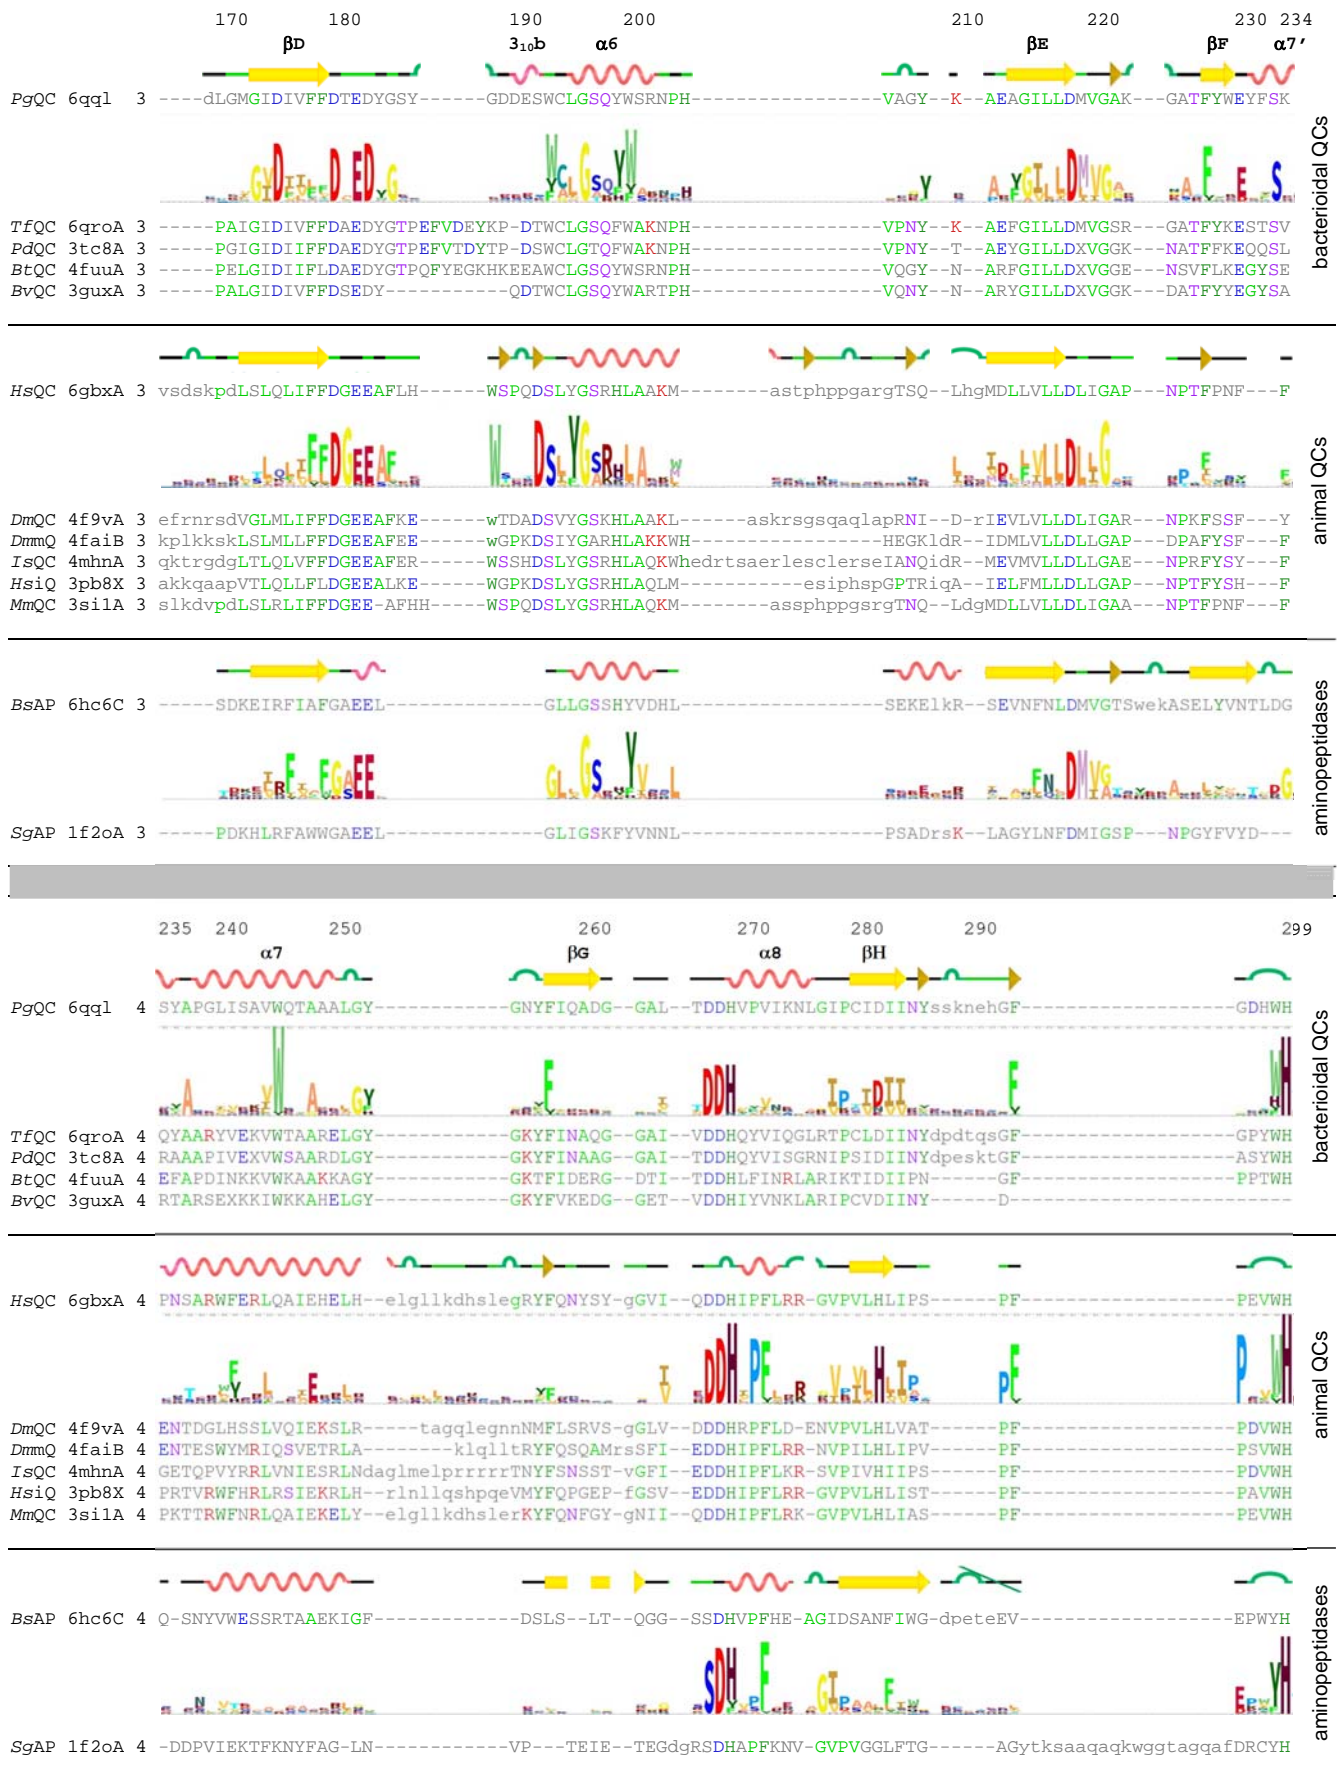 170 180 190 200 210 220 230 234
βD 3₁₀b α6 βE βF α7′
PgQC 6qql 3 -----dLGMGIDIVFFDTEDYGSY------GDDESWCLGSQYWSRNPH-----------------VAGY--K--AEAGILLDMVGAK---GATFYWEYFSK
bacterioidal QCs
TfQC 6qroA 3 -----PAIGIDIVFFDAEDYGTPEFVDEYKP-DTWCLGSQFWAKNPH-----------------VPNY--K--AEFGILLDMVGSR---GATFYKESTSV
PdQC 3tc8A 3 -----PGIGIDIIFFDAEDYGTPEFVTDYTP-DSWCLGTQFWAKNPH-----------------VPNY--T--AEYGILLDMVGGK---NATFFKEQQSL
BtQC 4fuuA 3 -----PELGIDIIFLDAEDYGTPQFYEGKHKEEAWCLGSQYWSRNPH-----------------VQGY--N--ARFGILLDXVGGE---NSVFLKEGYSE
BvQC 3guxA 3 -----PALGIDIVFFDSEDY-----------QDTWCLGSQYWARTPH-----------------VQNY--N--ARYGILLDXVGGK---DATFYYEGYSA
HsQC 6gbxA 3 vsdskpdLSLQLIFFDGEEAFLH------WSPQDSLYGSRHLAAKM--------astphppgargTSQ--LhgMDLLVLLDLIGAP---NPTFPNF---F
animal QCs
DmQC 4f9vA 3 efrnrsdVGLMLIFFDGEEAFKE------wTDADSVYGSKHLAAKL------askrsgsqaqlapRNI--D-rIEVLVLLDLIGAR---NPKFSSF---Y
DmmQ 4faiB 3 kplkkskLSLMLLFFDGEEAFEE------wGPKDSIYGARHLAKKWH-----------------HEGKldR--IDMLVLLDLIGAP---DPAFYSF---F
IsQC 4mhnA 3 qktrgdgLTLQLVFFDGEEAFER------WSSHDSLYGSRHLAQKWhedrtsaerlesclerseIANQidR--MEVMVLLDLIGAE---NPRFYSY---F
HsiQ 3pb8X 3 akkqaapVTLQLLFLDGEEALKE------WGPKDSLYGSRHLAQLM-----------esiphspGPTRiqA--IELFMLLDLLGAP---NPTFYSH---F
MmQC 3si1A 3 slkdvpdLSLRLIFFDGEE-AFHH-----WSPQDSLYGSRHLAQKM-------assphppgsrgTNQ--LdgMDLLVLLDLIGAA---NPTFPNF---F
BsAP 6hc6C 3 -----SDKEIRFIAFGAEEL--------------GLLGSSHYVDHL------------------SEKElkR--SEVNFNLDMVGTSwekASELYVNTLDG
aminopeptidases
SgAP 1f2oA 3 -----PDKHLRFAWWGAEEL--------------GLIGSKFYVNNL------------------PSADrsK--LAGYLNFDMIGSP---NPGYFVYD---
235 240 250 260 270 280 290 299
α7 βG α8 βH
PgQC 6qql 4 SYAPGLISAVWQTAAALGY------------GNYFIQADG--GAL--TDDHVPVIKNLGIPCIDIINYssknehGF-------------------GDHWH
bacterioidal QCs
TfQC 6qroA 4 QYAARYVEKVWTAARELGY------------GKYFINAQG--GAI--VDDHQYVIQGLRTPCLDIINYdpdtqsGF-------------------GPYWH
PdQC 3tc8A 4 RAAAPIVEXVWSAARDLGY------------GKYFINAAG--GAI--TDDHQYVISGRNIPSIDIINYdpesktGF-------------------ASYWH
BtQC 4fuuA 4 EFAPDINKKVWKAAKKAGY------------GKTFIDERG--DTI--TDDHLFINRLARIKTIDIIPN------GF-------------------PPTWH
BvQC 3guxA 4 RTARSEXKKIWKKAHELGY------------GKYFVKEDG--GET--VDDHIYVNKLARIPCVDIINY------D-------------------------
HsQC 6gbxA 4 PNSARWFERLQAIEHELH--elgllkdhslegRYFQNYSY-gGVI--QDDHIPFLRR-GVPVLHLIPS------PF-------------------PEVWH
animal QCs
DmQC 4f9vA 4 ENTDGLHSSLVQIEKSLR-----tagqqlegnnNMFLSRVS-gGLV--DDDHRPFLD-ENVPVLHLVAT------PF-------------------PDVWH
DmmQ 4faiB 4 ENTESWYMRIQSVETRLA--------klqlltRYFQSQAMrsSFI--EDDHIPFLRR-NVPILHLIPV------PF-------------------PSVWH
IsQC 4mhnA 4 GETQPVYRRLVNIESRLNdaglmelprrrrrTNYFSNSST-vGFI--EDDHIPFLKR-SVPIVHIIPS------PF-------------------PDVWH
HsiQ 3pb8X 4 PRTVRWFHRLRSIEKRLH--rlnllqshpqeVMYFQPGEP-fGSV--EDDHIPFLRR-GVPVLHLIST------PF-------------------PAVWH
MmQC 3si1A 4 PKTTRWFNRLQAIEKELY--elgllkdhslerKYFQNFGY-gNII--QDDHIPFLRK-GVPVLHLIAS------PF-------------------PEVWH
BsAP 6hc6C 4 Q-SNYVWESSRTAAEKIGF-------------DSLS--LT--QGG--SSDHVPFHE-AGIDSANFIWG-dpeteEV-------------------EPWYH
aminopeptidases
SgAP 1f2oA 4 -DDPVIEKTFKNYFAG-LN------------VP---TEIE--TEGdgRSDHAPFKNV-GVPVGGLFTG------AGytksaaqaqkwggtagqafDRCYH